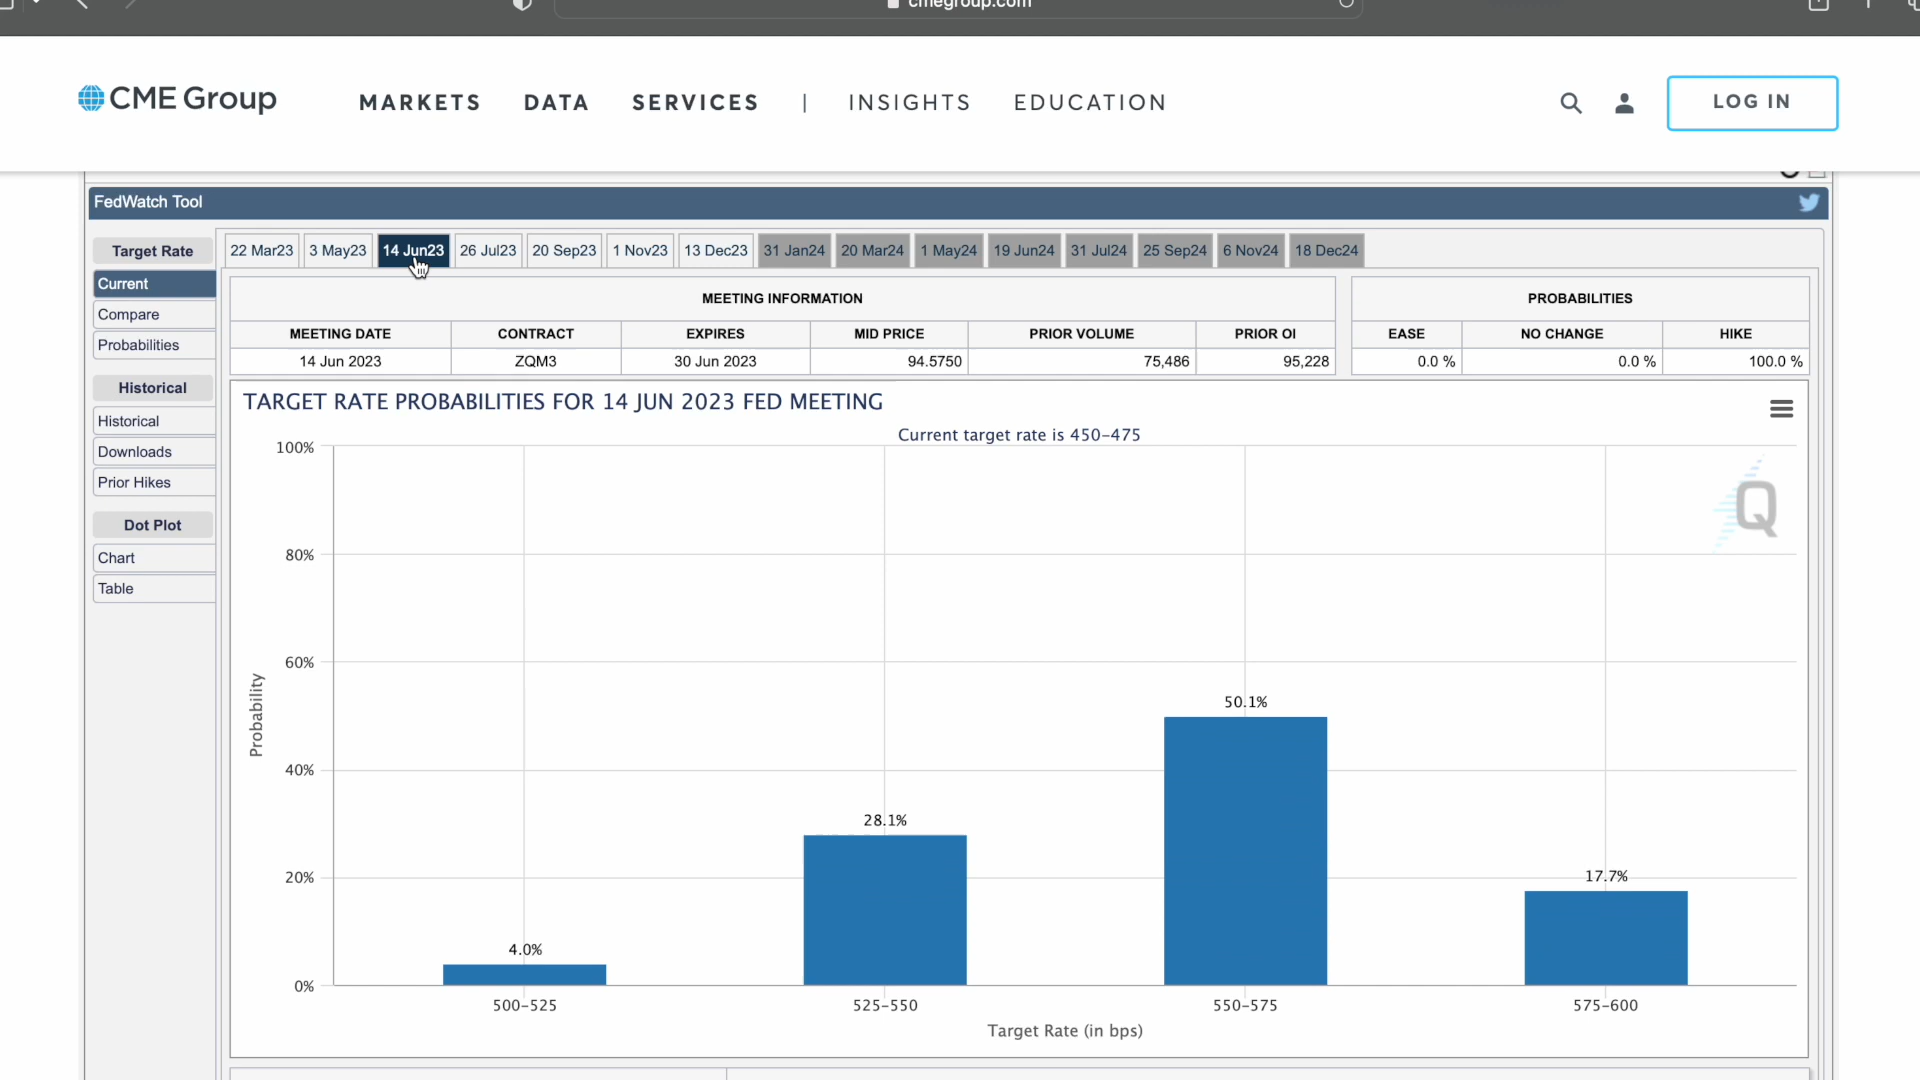 cmegroup.com
CME Group
MARKETS DATA SERVICES | INSIGHTS EDUCATION
LOG IN
FedWatch Tool
Target Rate
Current
Compare
Probabilities
Historical
Historical
Downloads
Prior Hikes
Dot Plot
Chart
Table
22 Mar23 3 May23 14 Jun23 26 Jul23 20 Sep23 1 Nov23 13 Dec23 31 Jan24 20 Mar24 1 May24 19 Jun24 31 Jul24 25 Sep24 6 Nov24 18 Dec24
MEETING INFORMATION
MEETING DATE CONTRACT EXPIRES MID PRICE PRIOR VOLUME PRIOR OI
14 Jun 2023 ZQM3 30 Jun 2023 94.5750 75,486 95,228
PROBABILITIES
EASE NO CHANGE HIKE
0.0 % 0.0 % 100.0 %
TARGET RATE PROBABILITIES FOR 14 JUN 2023 FED MEETING
Current target rate is 450-475
Q
Probability
100%
80%
60%
40%
20%
0%
4.0%
28.1%
50.1%
17.7%
500-525 525-550 550-575 575-600
Target Rate (in bps)